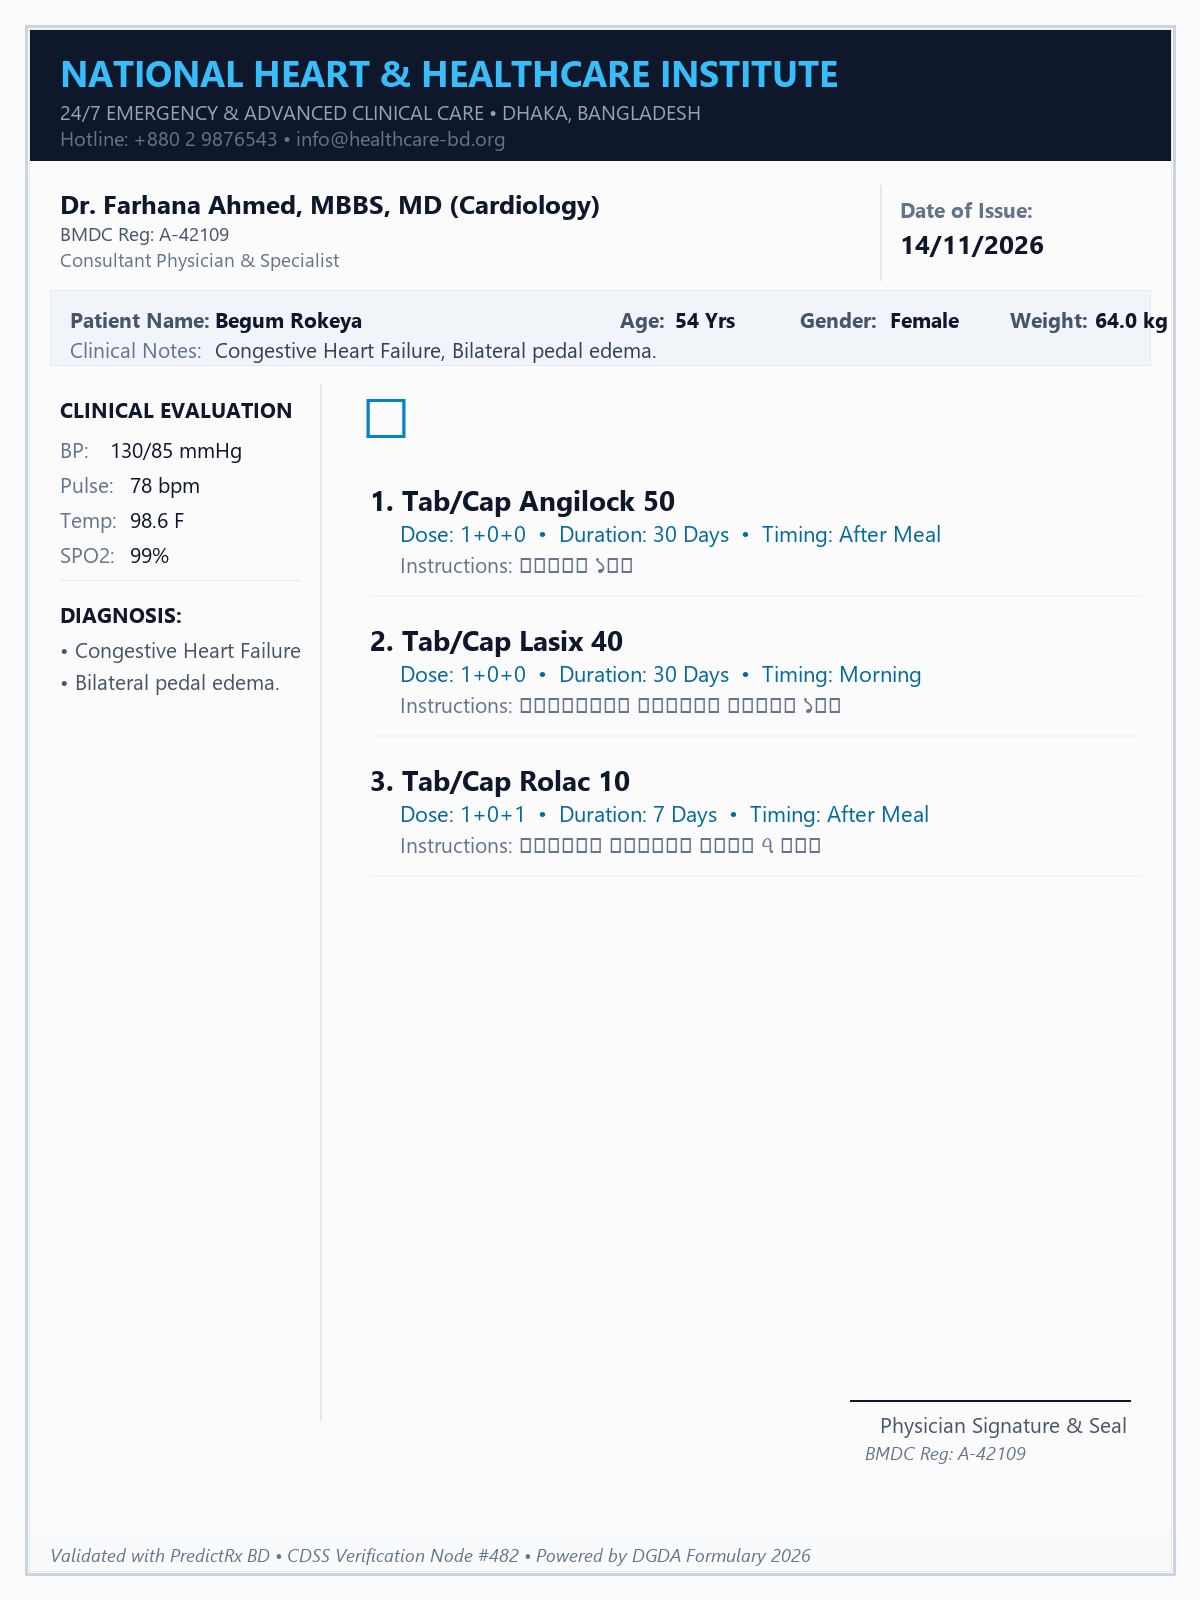 NATIONAL HEART & HEALTHCARE INSTITUTE
24/7 EMERGENCY & ADVANCED CLINICAL CARE • DHAKA, BANGLADESH
Hotline: +880 2 9876543 • info@healthcare-bd.org
Dr. Farhana Ahmed, MBBS, MD (Cardiology)
BMDC Reg: A-42109
Consultant Physician & Specialist
Date of Issue:
14/11/2026
Patient Name: Begum Rokeya Age: 54 Yrs Gender: Female Weight: 64.0 kg
Clinical Notes: Congestive Heart Failure, Bilateral pedal edema.
CLINICAL EVALUATION
BP: 130/85 mmHg
Pulse: 78 bpm
Temp: 98.6 F
SPO2: 99%
DIAGNOSIS:
• Congestive Heart Failure
• Bilateral pedal edema.
1. Tab/Cap Angilock 50
Dose: 1+0+0 • Duration: 30 Days • Timing: After Meal
Instructions:
2. Tab/Cap Lasix 40
Dose: 1+0+0 • Duration: 30 Days • Timing: Morning
Instructions:
3. Tab/Cap Rolac 10
Dose: 1+0+1 • Duration: 7 Days • Timing: After Meal
Instructions:
Physician Signature & Seal
BMDC Reg: A-42109
Validated with PredictRx BD • CDSS Verification Node #482 • Powered by DGDA Formulary 2026